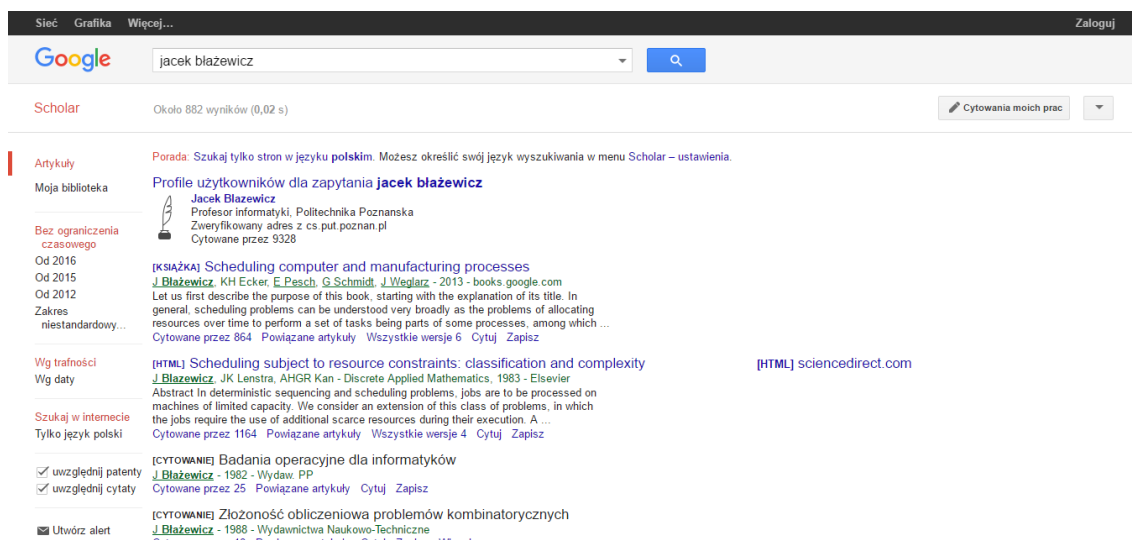 Sieć Grafika Więcej... Zaloguj
Google jacek błażewicz
Scholar Około 882 wyników (0,02 s) Cytowania moich prac
Artykuły
Moja biblioteka
Bez ograniczenia
czasowego
Od 2016
Od 2015
Od 2012
Zakres
niestandardowy...
Wg trafności
Wg daty
Szukaj w internecie
Tylko język polski
uwzględnij patenty
uwzględnij cytaty
Utwórz alert
Porada: Szukaj tylko stron w języku polskim. Możesz określić swój język wyszukiwania w menu Scholar – ustawienia.
Profile użytkowników dla zapytania jacek błażewicz
Jacek Blazewicz
Profesor informatyki, Politechnika Poznanska
Zweryfikowany adres z cs.put.poznan.pl
Cytowane przez 9328
[KSIĄŻKA] Scheduling computer and manufacturing processes
J Błażewicz, KH Ecker, E Pesch, G Schmidt, J Weglarz - 2013 - books.google.com
Let us first describe the purpose of this book, starting with the explanation of its title. In
general, scheduling problems can be understood very broadly as the problems of allocating
resources over time to perform a set of tasks being parts of some processes, among which ...
Cytowane przez 864 Powiązane artykuły Wszystkie wersje 6 Cytuj Zapisz
[HTML] Scheduling subject to resource constraints: classification and complexity [HTML] sciencedirect.com
J Blazewicz, JK Lenstra, AHGR Kan - Discrete Applied Mathematics, 1983 - Elsevier
Abstract In deterministic sequencing and scheduling problems, jobs are to be processed on
machines of limited capacity. We consider an extension of this class of problems, in which
the jobs require the use of additional scarce resources during their execution. A ...
Cytowane przez 1164 Powiązane artykuły Wszystkie wersje 4 Cytuj Zapisz
[CYTOWANIE] Badania operacyjne dla informatyków
J Błażewicz - 1982 - Wydaw. PP
Cytowane przez 25 Powiązane artykuły Cytuj Zapisz
[CYTOWANIE] Złożoność obliczeniowa problemów kombinatorycznych
J Błażewicz - 1988 - Wydawnictwa Naukowo-Techniczne